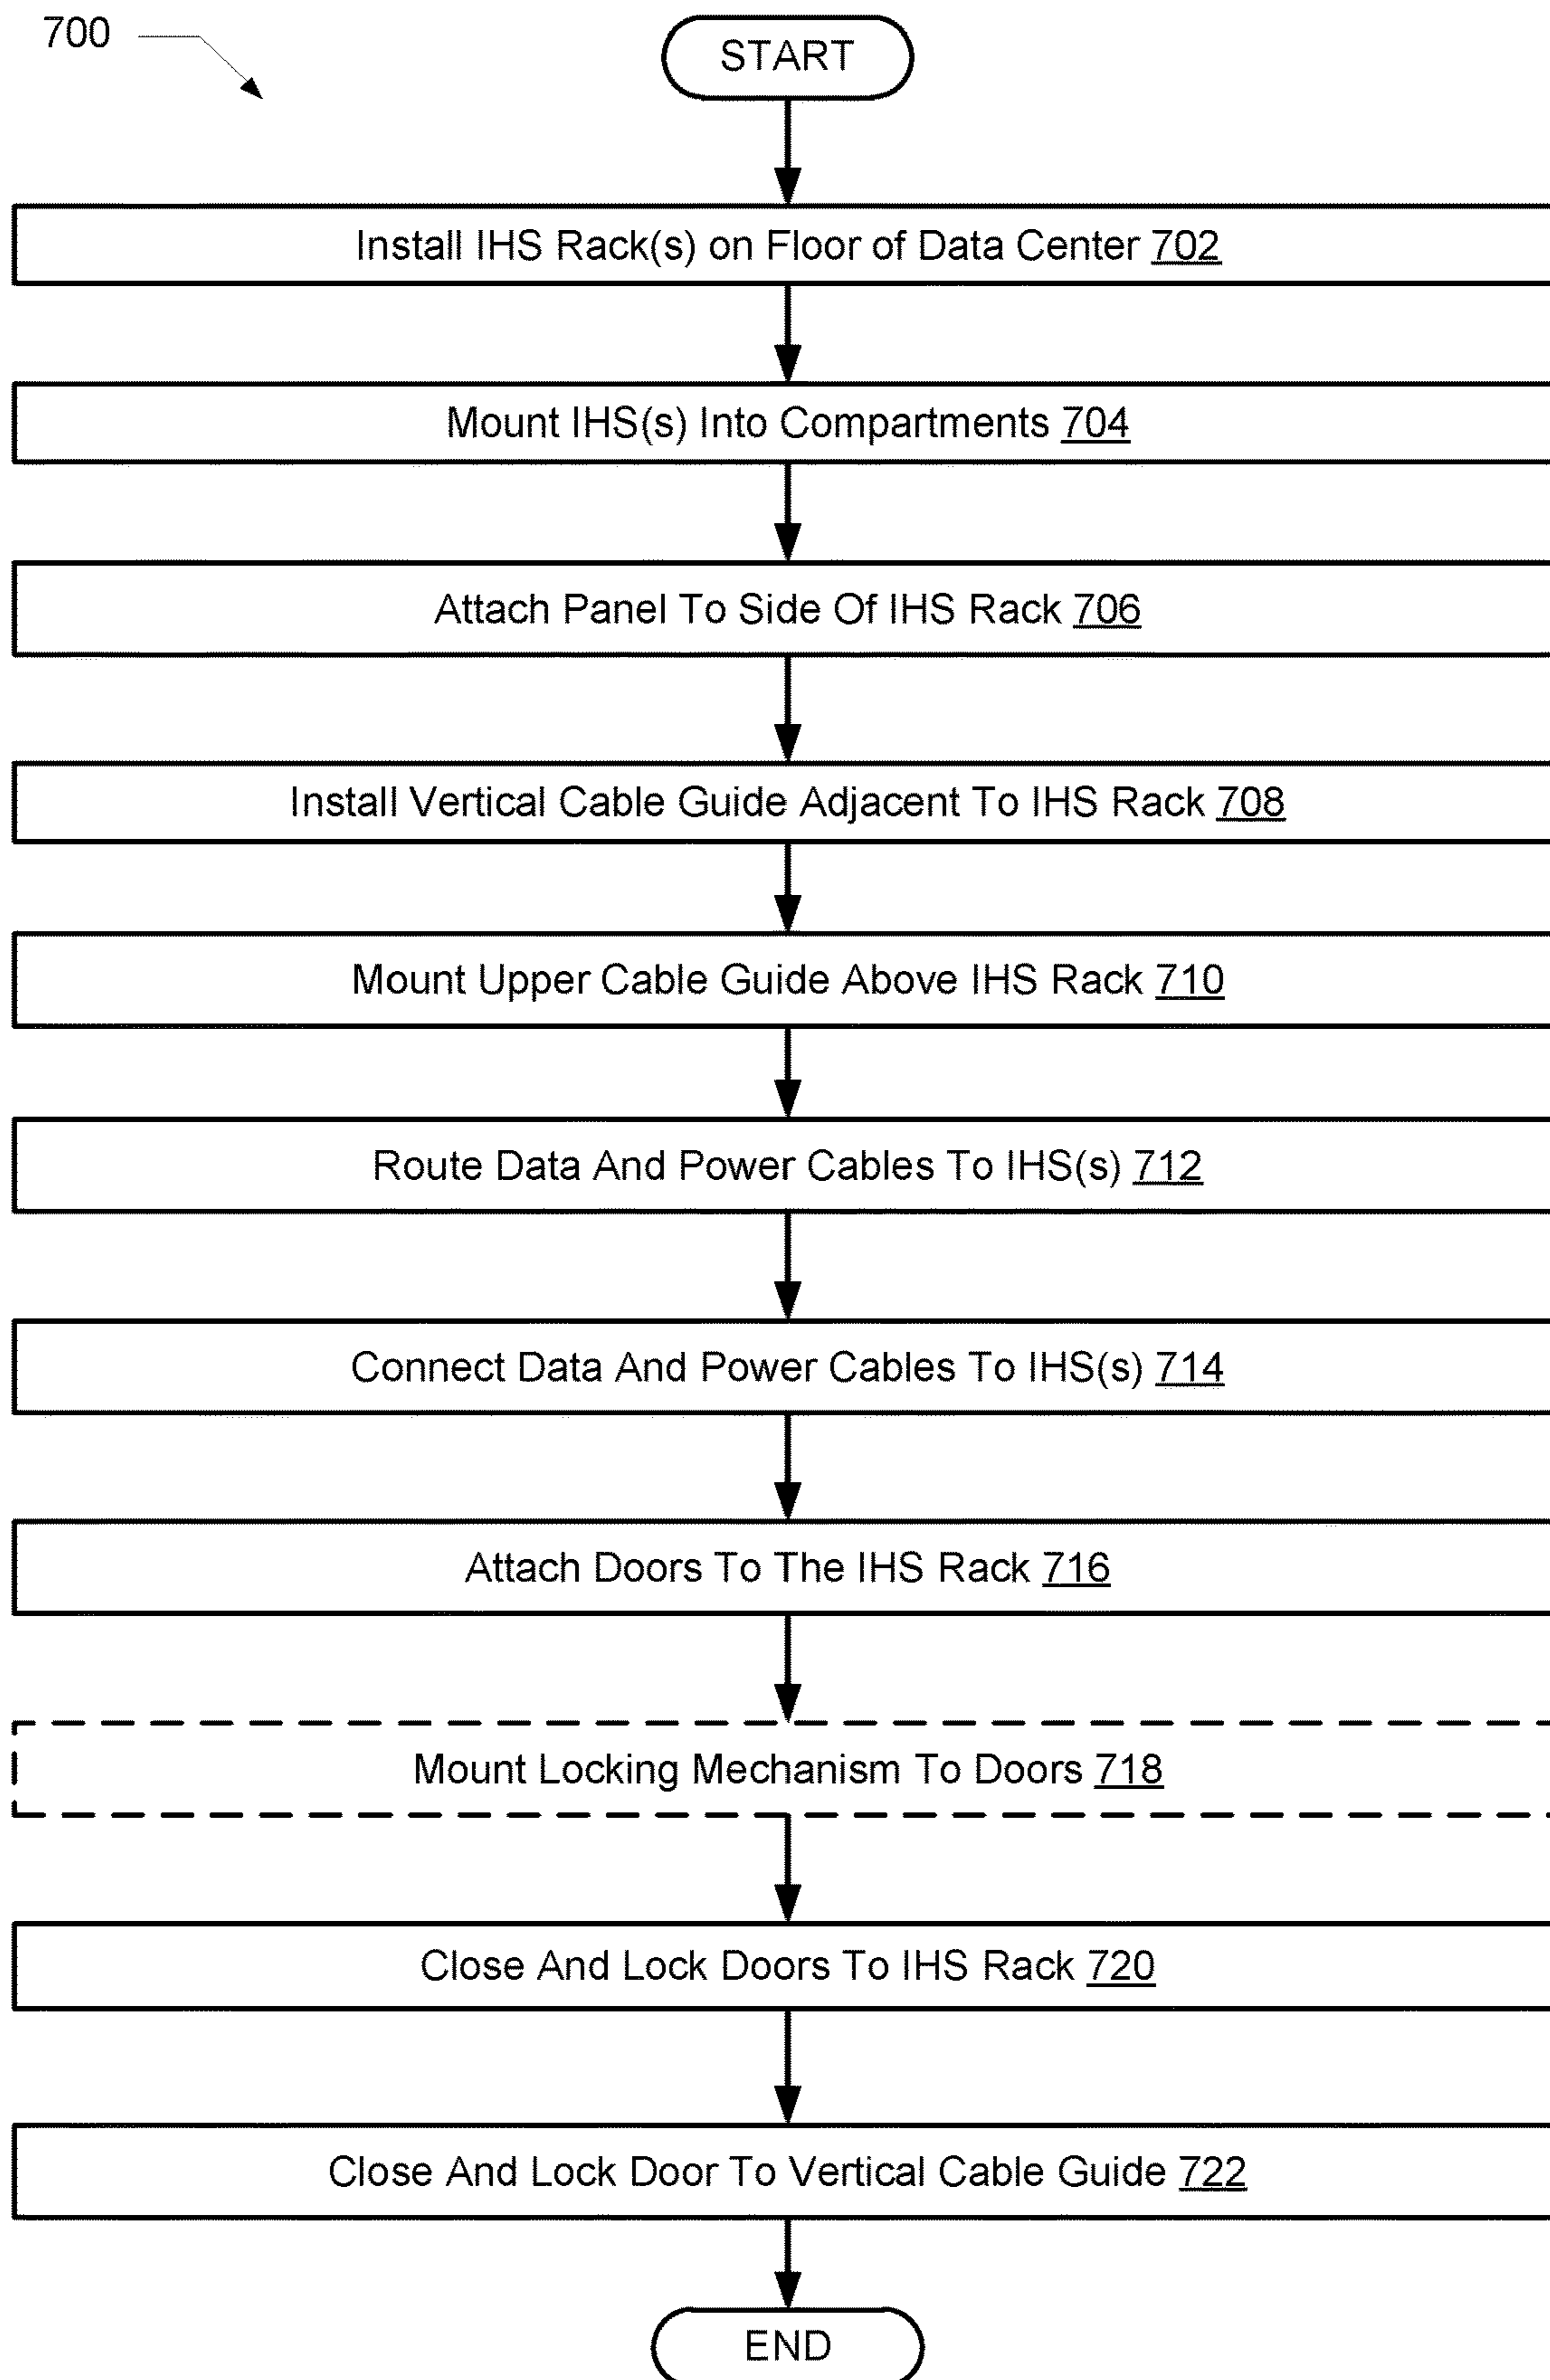 700
START
Install IHS Rack(s) on Floor of Data Center 702
Mount IHS(s) Into Compartments 704
Attach Panel To Side Of IHS Rack 706
Install Vertical Cable Guide Adjacent To IHS Rack 708
Mount Upper Cable Guide Above IHS Rack 710
Route Data And Power Cables To IHS(s) 712
Connect Data And Power Cables To IHS(s) 714
Attach Doors To The IHS Rack 716
Mount Locking Mechanism To Doors 718
Close And Lock Doors To IHS Rack 720
Close And Lock Door To Vertical Cable Guide 722
END